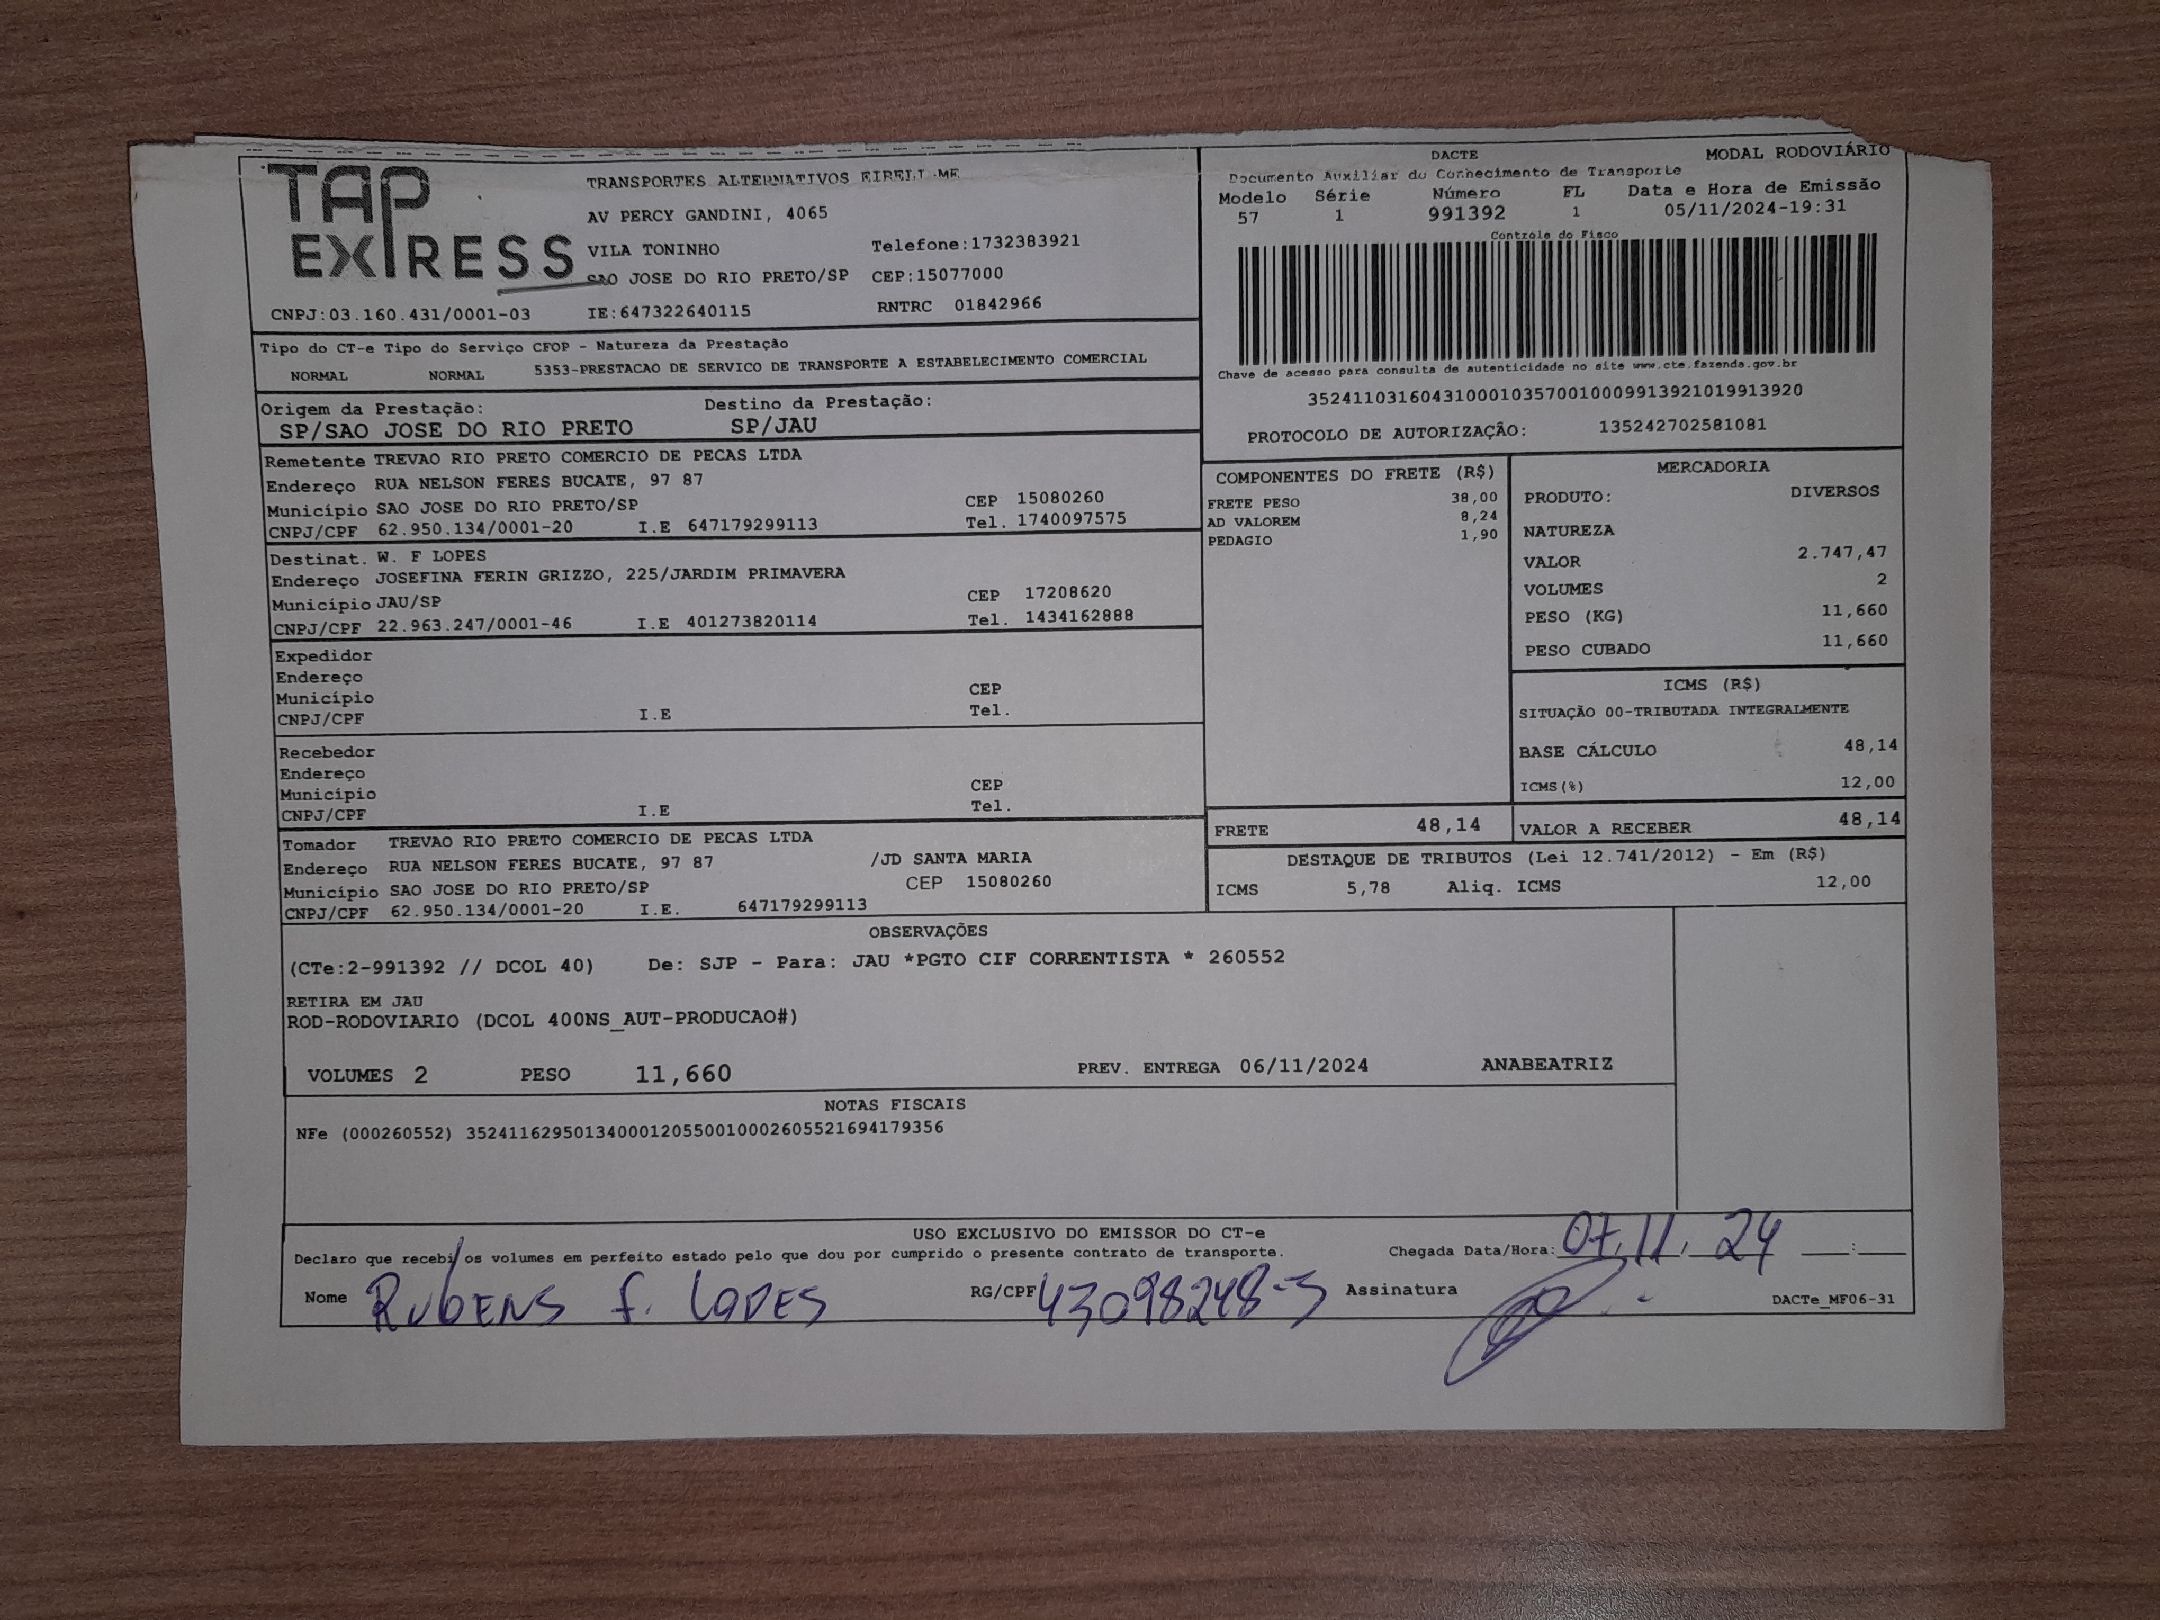 TAP EXPRESS
TRANSPORTES ALTERNATIVOS EIRELI -ME
AV PERCY GANDINI, 4065
VILA TONINHO Telefone:1732383921
SAO JOSE DO RIO PRETO/SP CEP:15077000
CNPJ:03.160.431/0001-03 IE:647322640115 RNTRC 01842966
DACTE MODAL RODOVIÁRIO
Documento Auxiliar do Conhecimento de Transporte
Modelo Série Número FL Data e Hora de Emissão
57 1 991392 1 05/11/2024-19:31
Controle do Fisco
Chave de acesso para consulta de autenticidade no site www.cte.fazenda.gov.br
35241103160431000103570010009913921019913920
PROTOCOLO DE AUTORIZAÇÃO: 135242702581081
Tipo do CT-e Tipo do Serviço CFOP - Natureza da Prestação
NORMAL NORMAL 5353-PRESTACAO DE SERVICO DE TRANSPORTE A ESTABELECIMENTO COMERCIAL
Origem da Prestação: Destino da Prestação:
SP/SAO JOSE DO RIO PRETO SP/JAU
Remetente TREVAO RIO PRETO COMERCIO DE PECAS LTDA
Endereço RUA NELSON FERES BUCATE, 97 87
Município SAO JOSE DO RIO PRETO/SP CEP 15080260
CNPJ/CPF 62.950.134/0001-20 I.E 647179299113 Tel. 1740097575
Destinat. W. F LOPES
Endereço JOSEFINA FERIN GRIZZO, 225/JARDIM PRIMAVERA
Município JAU/SP CEP 17208620
CNPJ/CPF 22.963.247/0001-46 I.E 401273820114 Tel. 1434162888
Expedidor
Endereço
Município CEP
CNPJ/CPF I.E Tel.
Recebedor
Endereço
Município CEP
CNPJ/CPF I.E Tel.
Tomador TREVAO RIO PRETO COMERCIO DE PECAS LTDA
Endereço RUA NELSON FERES BUCATE, 97 87 /JD SANTA MARIA
Município SAO JOSE DO RIO PRETO/SP CEP 15080260
CNPJ/CPF 62.950.134/0001-20 I.E. 647179299113
COMPONENTES DO FRETE (R$)
FRETE PESO 38,00
AD VALOREM 8,24
PEDAGIO 1,90
MERCADORIA
PRODUTO: DIVERSOS
NATUREZA
VALOR 2.747,47
VOLUMES 2
PESO (KG) 11,660
PESO CUBADO 11,660
ICMS (R$)
SITUAÇÃO 00-TRIBUTADA INTEGRALMENTE
BASE CÁLCULO 48,14
ICMS(%) 12,00
FRETE 48,14 VALOR A RECEBER 48,14
DESTAQUE DE TRIBUTOS (Lei 12.741/2012) - Em (R$)
ICMS 5,78 Aliq. ICMS 12,00
OBSERVAÇÕES
(CTe:2-991392 // DCOL 40) De: SJP - Para: JAU *PGTO CIF CORRENTISTA * 260552
RETIRA EM JAU
ROD-RODOVIARIO (DCOL 400NS_AUT-PRODUCAO#)
VOLUMES 2 PESO 11,660 PREV. ENTREGA 06/11/2024 ANABEATRIZ
NOTAS FISCAIS
NFe (000260552) 35241162950134000120550010002605521694179356
USO EXCLUSIVO DO EMISSOR DO CT-e
Declaro que recebi os volumes em perfeito estado pelo que dou por cumprido o presente contrato de transporte. Chegada Data/Hora: 07.11.24 ___:___
Nome RUBENS f. LOPES RG/CPF 43098248-3 Assinatura
DACTe_MF06-31